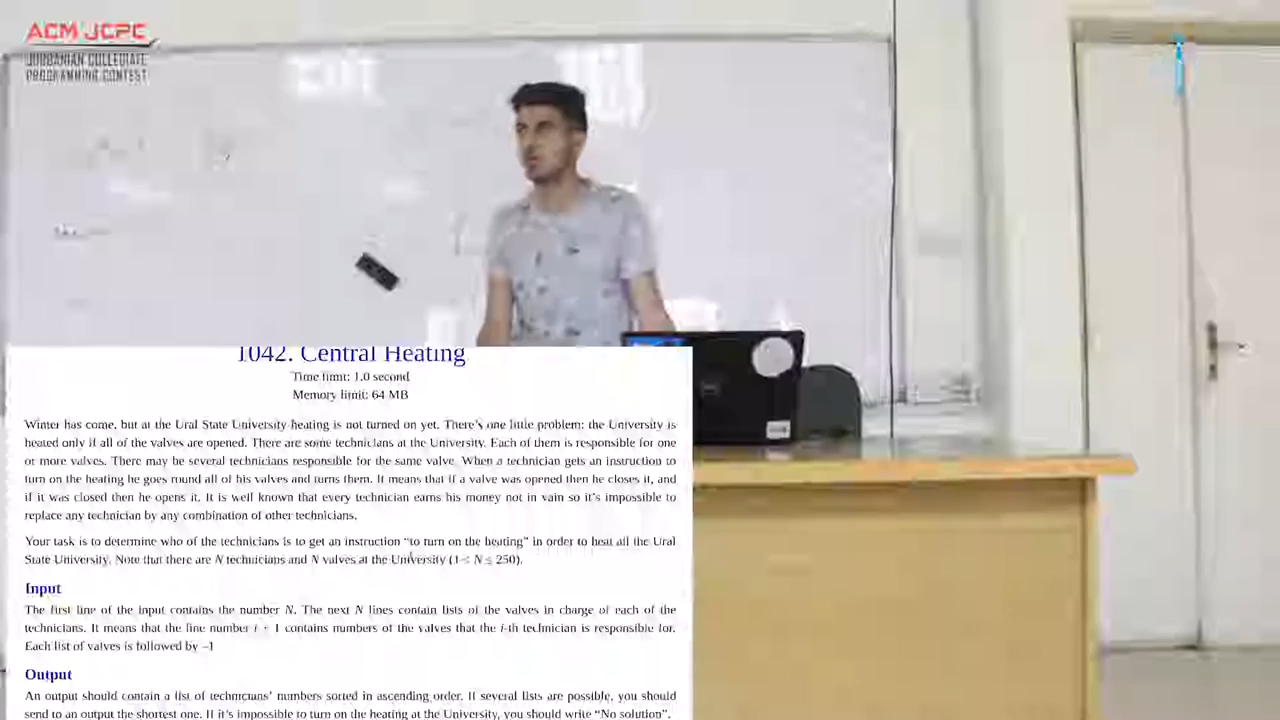 ACM JCPC
JORDANIAN COLLEGIATE
PROGRAMMING CONTEST
1042. Central Heating
Time limit: 1.0 second
Memory limit: 64 MB
Winter has come, but at the Ural State University heating is not turned on yet. There's one little problem: the University is
heated only if all of the valves are opened. There are some technicians at the University. Each of them is responsible for one
or more valves. There may be several technicians responsible for the same valve. When a technician gets an instruction to
turn on the heating he goes round all of his valves and turns them. It means that if a valve was opened then he closes it, and
if it was closed then he opens it. It is well known that every technician earns his money not in vain so it's impossible to
replace any technician by any combination of other technicians.
Your task is to determine who of the technicians is to get an instruction “to turn on the heating” in order to heat all the Ural
State University. Note that there are N technicians and N valves at the University (1 ≤ N ≤ 250).
Input
The first line of the input contains the number N. The next N lines contain lists of the valves in charge of each of the
technicians. It means that the line number i + 1 contains numbers of the valves that the i-th technician is responsible for.
Each list of valves is followed by –1
Output
An output should contain a list of technicians' numbers sorted in ascending order. If several lists are possible, you should
send to an output the shortest one. If it's impossible to turn on the heating at the University, you should write “No solution”.